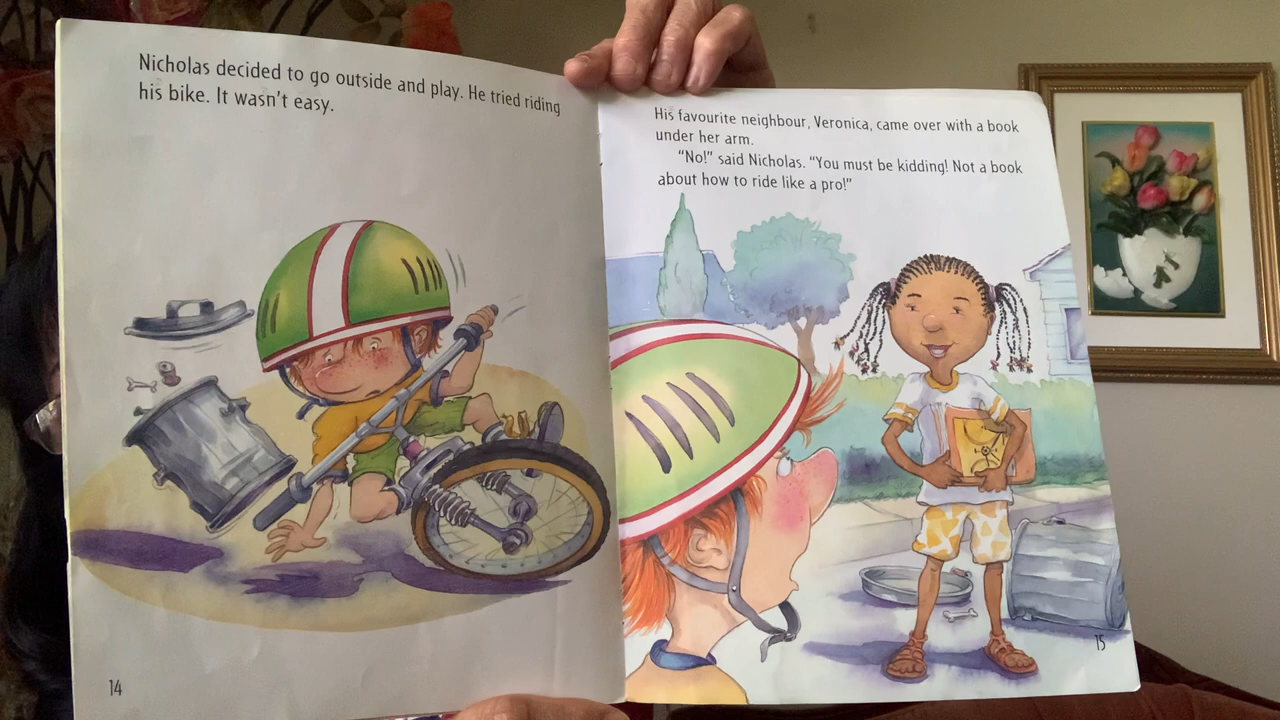 Nicholas decided to go outside and play. He tried riding
his bike. It wasn't easy.
14
His favourite neighbour, Veronica, came over with a book
under her arm.
"No!" said Nicholas. "You must be kidding! Not a book
about how to ride like a pro!"
15